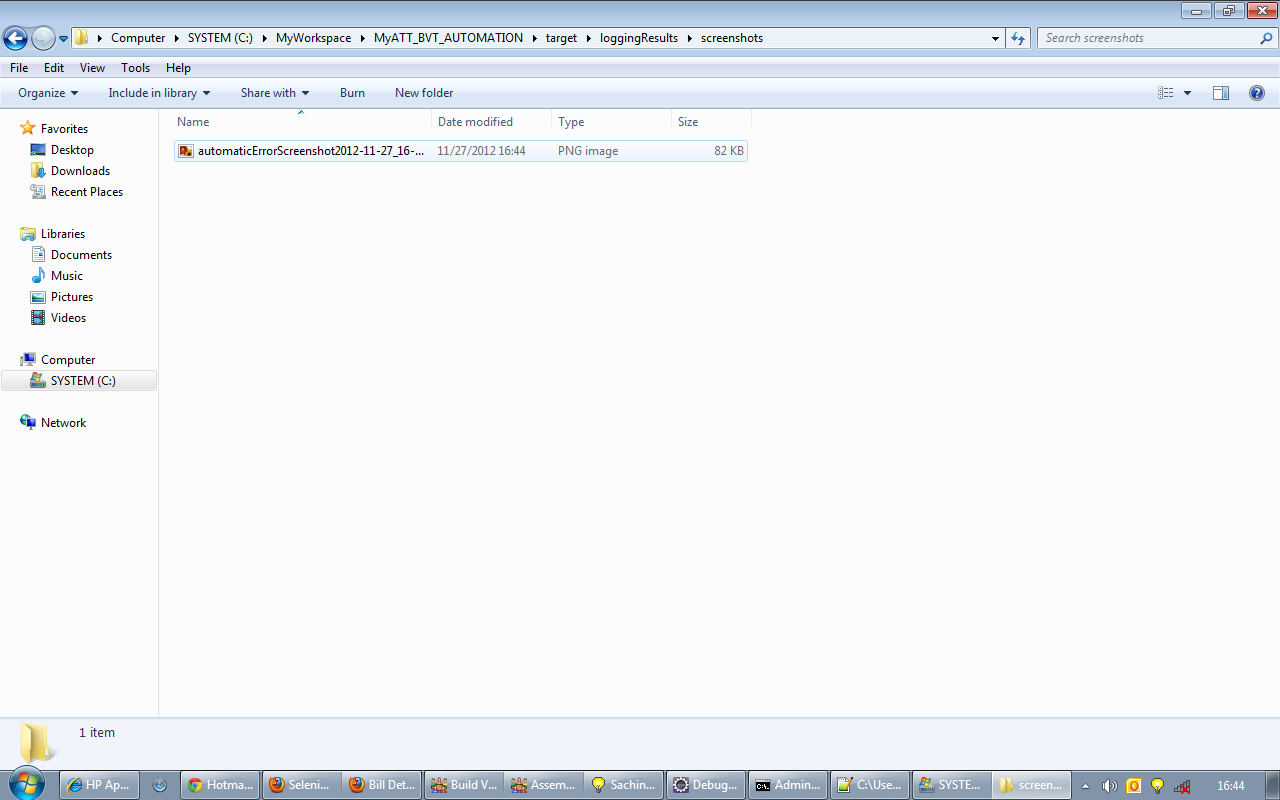 Computer SYSTEM (C:) MyWorkspace MyATT_BVT_AUTOMATION target loggingResults screenshots Search screenshots
File Edit View Tools Help
Organize Include in library Share with Burn New folder
Name Date modified Type Size
automaticErrorScreenshot2012-11-27_16-... 11/27/2012 16:44 PNG image 82 KB
Favorites
Desktop
Downloads
Recent Places
Libraries
Documents
Music
Pictures
Videos
Computer
SYSTEM (C:)
Network
1 item
HP Ap... Hotma... Seleni... Bill Det... Build V... Assem... Sachin... Debug... Admin... C:\Use... SYSTE... screen... 16:44